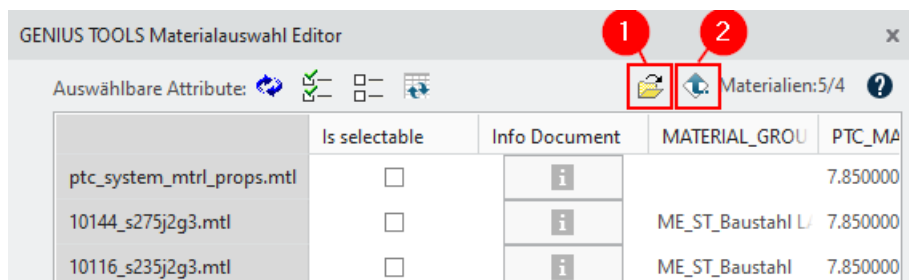 GENIUS TOOLS Materialauswahl Editor
1 2
x
Auswählbare Attribute: Materialien:5/4 ?
Is selectable Info Document MATERIAL_GROU PTC_MA
ptc_system_mtrl_props.mtl i 7.850000
10144_s275j2g3.mtl i ME_ST_Baustahl 7.850000
10116_s235j2g3.mtl i ME_ST_Baustahl 7.850000